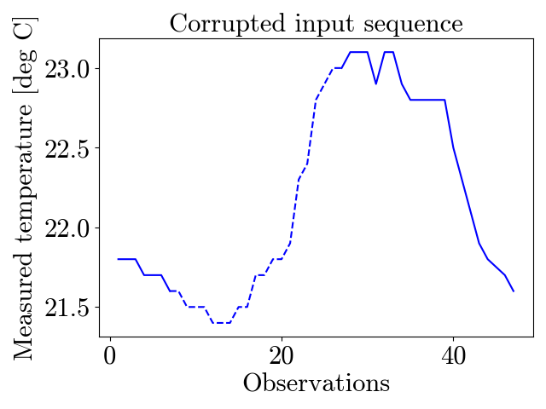 Corrupted input sequence
Measured temperature [deg C]
23.0
22.5
22.0
21.5
0 20 40
Observations